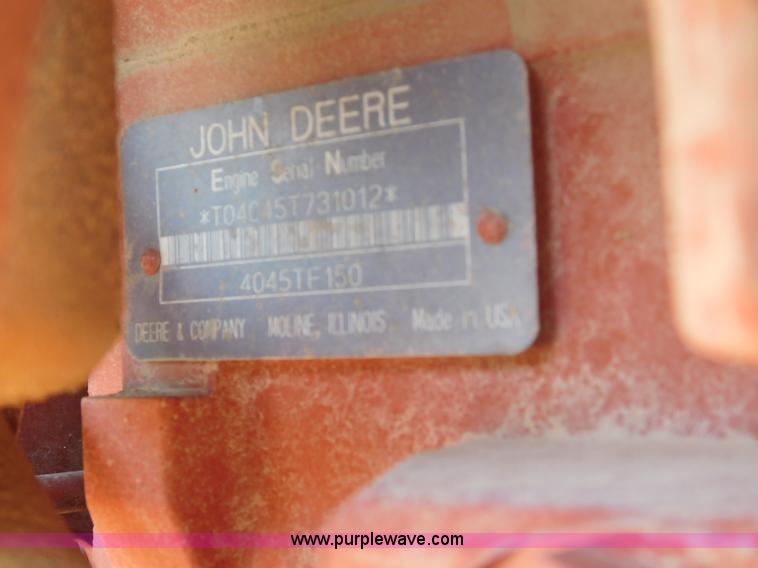 JOHN DEERE
Engine Serial Number
*T04045T731012*
4045TF150
DEERE & COMPANY MOLINE, ILLINOIS Made in USA
www.purplewave.com